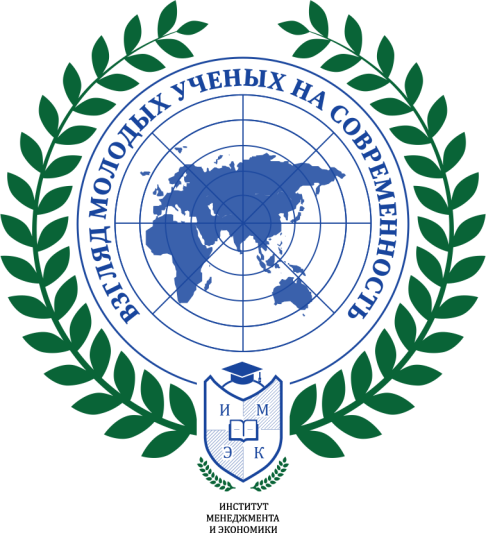 ВЗГЛЯД МОЛОДЫХ УЧЕНЫХ НА СОВРЕМЕННОСТЬ
И М
Э К
ИНСТИТУТ
МЕНЕДЖМЕНТА
И ЭКОНОМИКИ